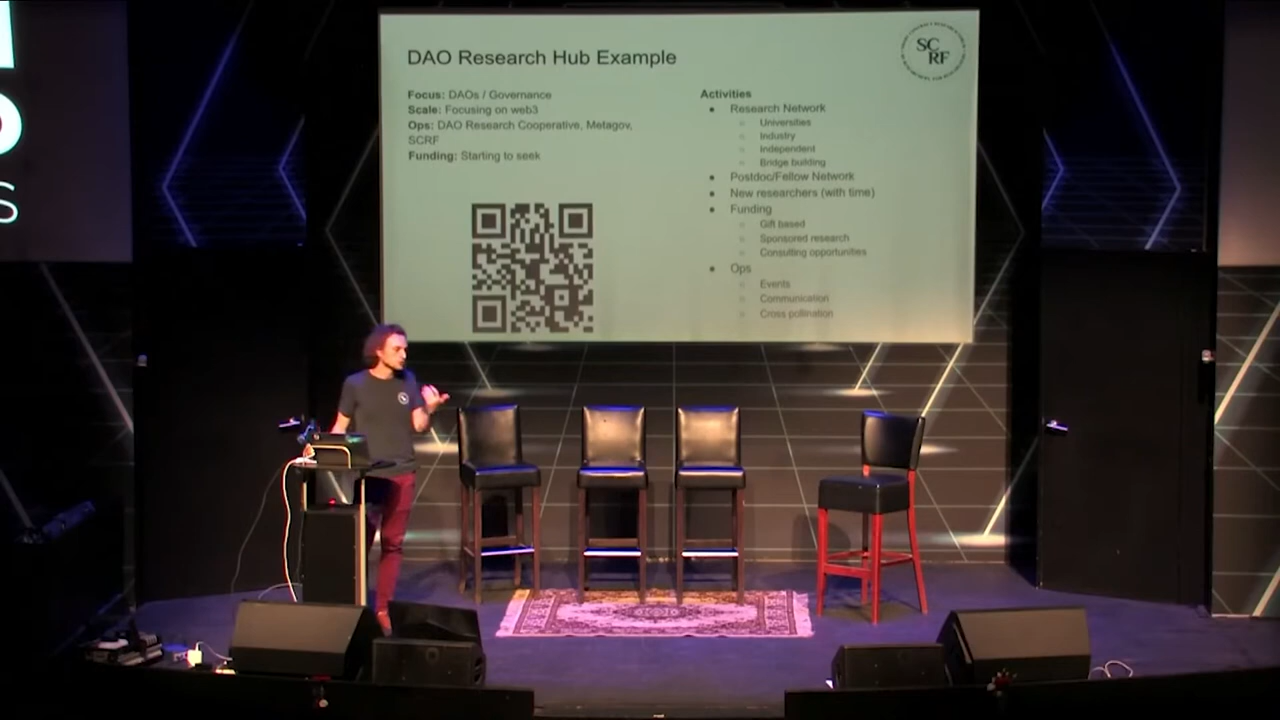 DAO Research Hub Example
SC
RF
Focus: DAOs / Governance
Scale: Focusing on web3
Ops: DAO Research Cooperative, Metagov,
SCRF
Funding: Starting to seek
Activities
Research Network
Universities
Industry
Independent
Bridge building
Postdoc/Fellow Network
New researchers (with time)
Funding
Gift based
Sponsored research
Consulting opportunities
Ops
Events
Communication
Cross pollination